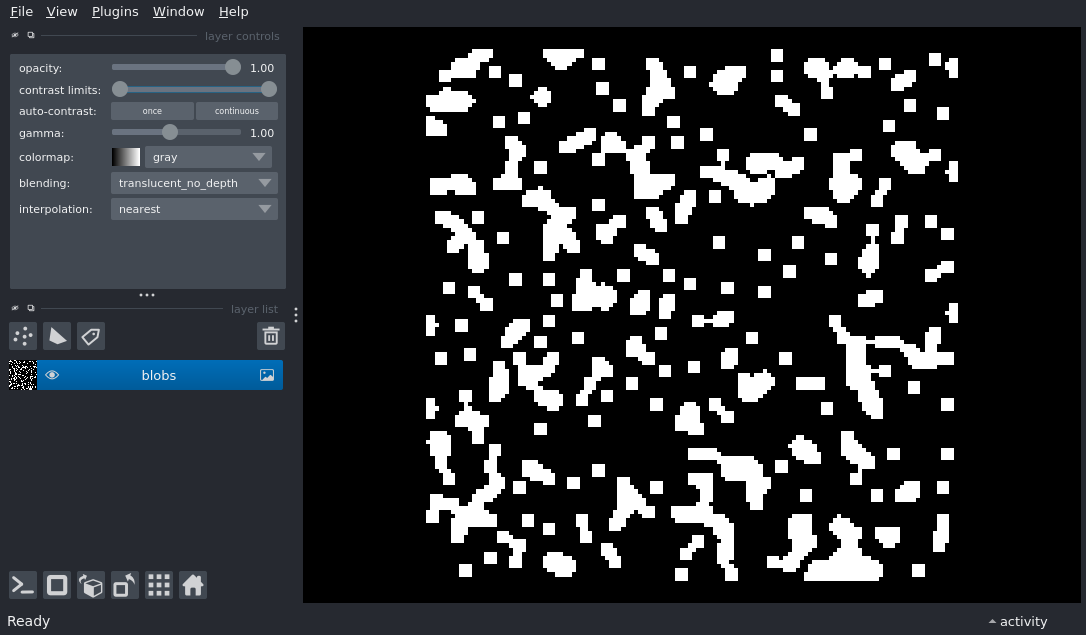 File View Plugins Window Help
layer controls
opacity: 1.00
contrast limits:
auto-contrast: once continuous
gamma: 1.00
colormap: gray
blending: translucent_no_depth
interpolation: nearest
layer list
blobs
Ready activity